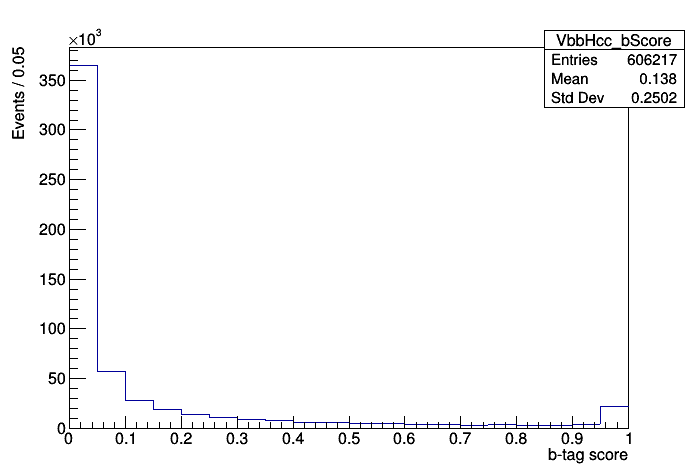 ×10³
VbbHcc_bScore
Entries 606217
Mean 0.138
Std Dev 0.2502
Events / 0.05
350
300
250
200
150
100
50
0
0 0.1 0.2 0.3 0.4 0.5 0.6 0.7 0.8 0.9 1
b-tag score